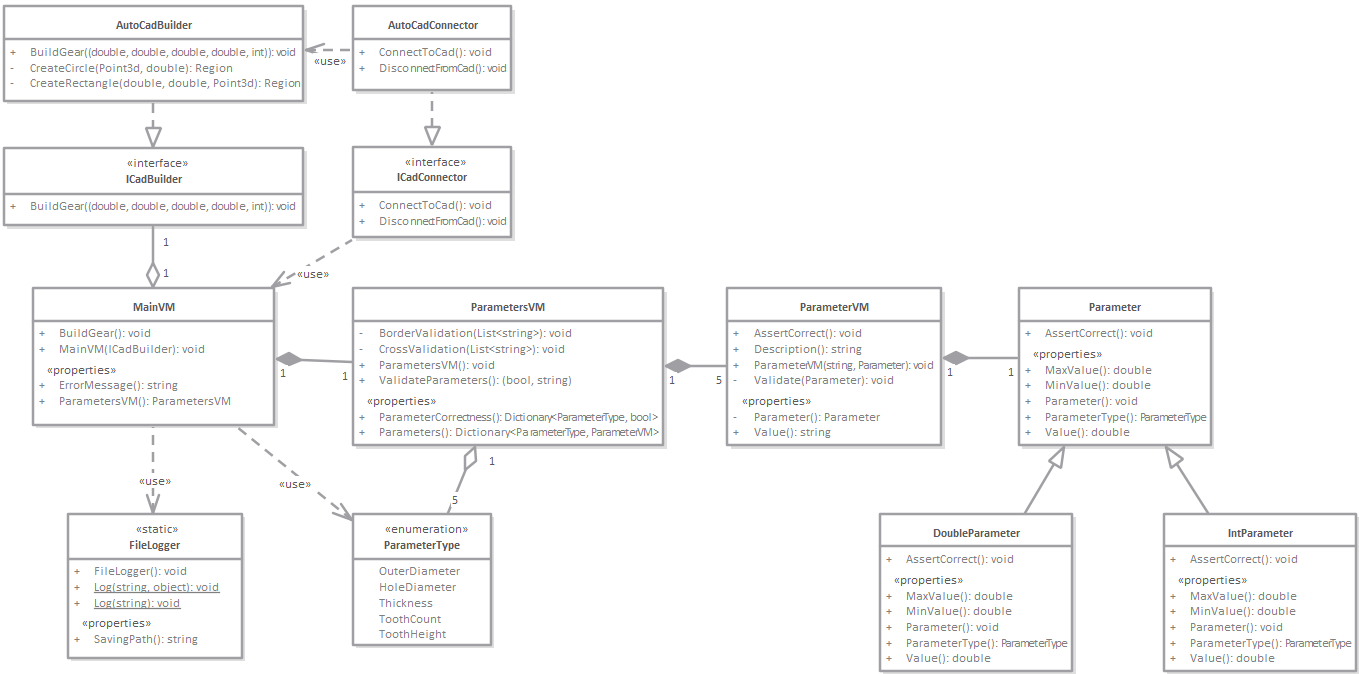 AutoCadBuilder
+ BuildGear((double, double, double, double, int)): void
- CreateCircle(Point3d, double): Region
- CreateRectangle(double, double, Point3d): Region
«use»
AutoCadConnector
+ ConnectToCad(): void
+ DisconnectFromCad(): void
«interface»
ICadBuilder
+ BuildGear((double, double, double, double, int)): void
«interface»
ICadConnector
+ ConnectToCad(): void
+ DisconnectFromCad(): void
1
1
«use»
MainVM
+ BuildGear(): void
+ MainVM(ICadBuilder): void
«properties»
+ ErrorMessage(): string
+ ParametersVM(): ParametersVM
1
1
ParametersVM
- BorderValidation(List<string>): void
- CrossValidation(List<string>): void
+ ParametersVM(): void
+ ValidateParameters(): (bool, string)
«properties»
+ ParameterCorrectness(): Dictionary<ParameterType, bool>
+ Parameters(): Dictionary<ParameterType, ParameterVM>
1
5
ParameterVM
+ AssertCorrect(): void
+ Description(): string
+ ParameterVM(string, Parameter): void
- Validate(Parameter): void
«properties»
- Parameter(): Parameter
+ Value(): string
1
1
Parameter
+ AssertCorrect(): void
«properties»
+ MaxValue(): double
+ MinValue(): double
+ Parameter(): void
+ ParameterType(): ParameterType
+ Value(): double
«use»
«use»
1
5
«static»
FileLogger
+ FileLogger(): void
+ Log(string, object): void
+ Log(string): void
«properties»
+ SavingPath(): string
«enumeration»
ParameterType
OuterDiameter
HoleDiameter
Thickness
ToothCount
ToothHeight
DoubleParameter
+ AssertCorrect(): void
«properties»
+ MaxValue(): double
+ MinValue(): double
+ Parameter(): void
+ ParameterType(): ParameterType
+ Value(): double
IntParameter
+ AssertCorrect(): void
«properties»
+ MaxValue(): double
+ MinValue(): double
+ Parameter(): void
+ ParameterType(): ParameterType
+ Value(): double